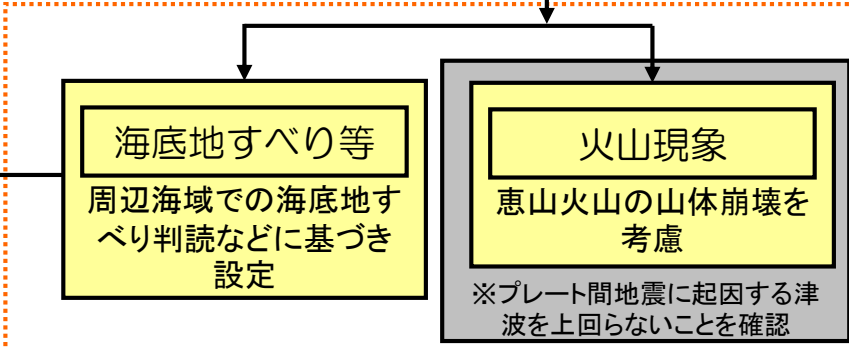 海底地すべり等
周辺海域での海底地す
べり判読などに基づき
設定
火山現象
恵山火山の山体崩壊を
考慮
※プレート間地震に起因する津
波を上回らないことを確認